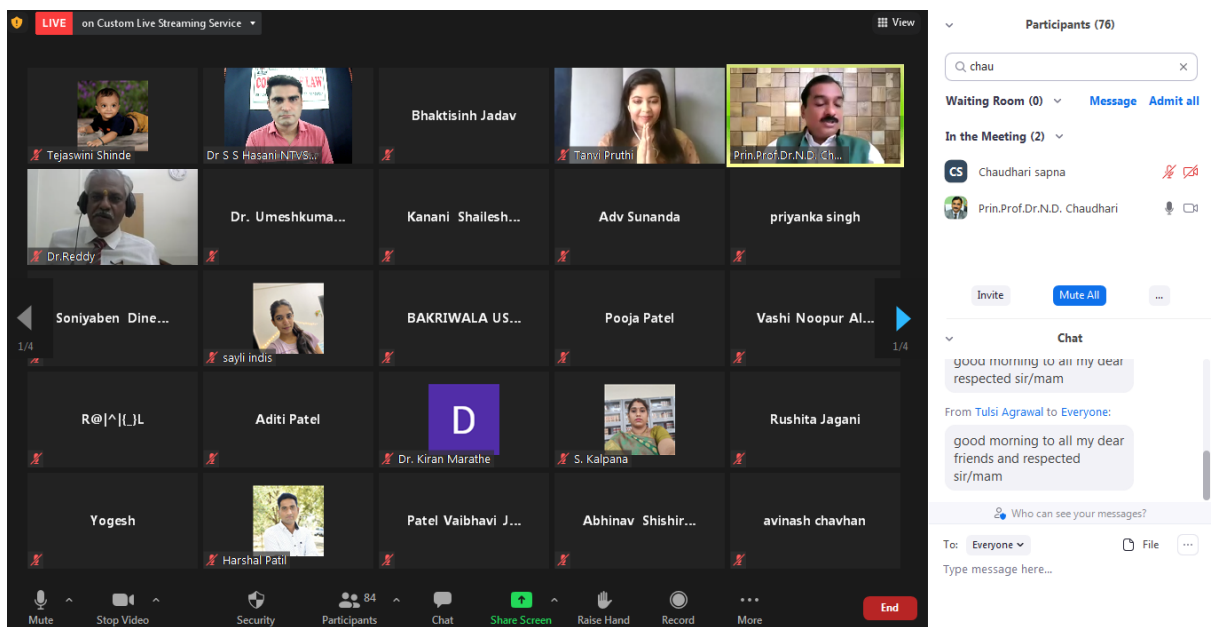 LIVE on Custom Live Streaming Service
View
Tejaswini Shinde
Dr S S Hasani NTVS...
Bhaktisinh Jadav
Tanvi Pruthi
Prin.Prof.Dr.N.D. Ch...
Dr.Reddy
Dr. Umeshkuma...
Kanani Shailesh...
Adv Sunanda
priyanka singh
1/4
Soniyaben Dine...
sayli indis
BAKRIWALA US...
Pooja Patel
Vashi Noopur Al...
1/4
R@|^|{_}L
Aditi Patel
D
Dr. Kiran Marathe
S. Kalpana
Rushita Jagani
Yogesh
Harshal Patil
Patel Vaibhavi J...
Abhinav Shishir...
avinash chavhan
Mute
Stop Video
Security
84
Participants
Chat
Share Screen
Raise Hand
Record
More
End
Participants (76)
chau
Waiting Room (0) Message Admit all
In the Meeting (2)
CS Chaudhari sapna
Prin.Prof.Dr.N.D. Chaudhari
Invite Mute All ...
Chat
good morning to all my dear
respected sir/mam
From Tulsi Agrawal to Everyone:
good morning to all my dear
friends and respected
sir/mam
Who can see your messages?
To: Everyone File ...
Type message here...